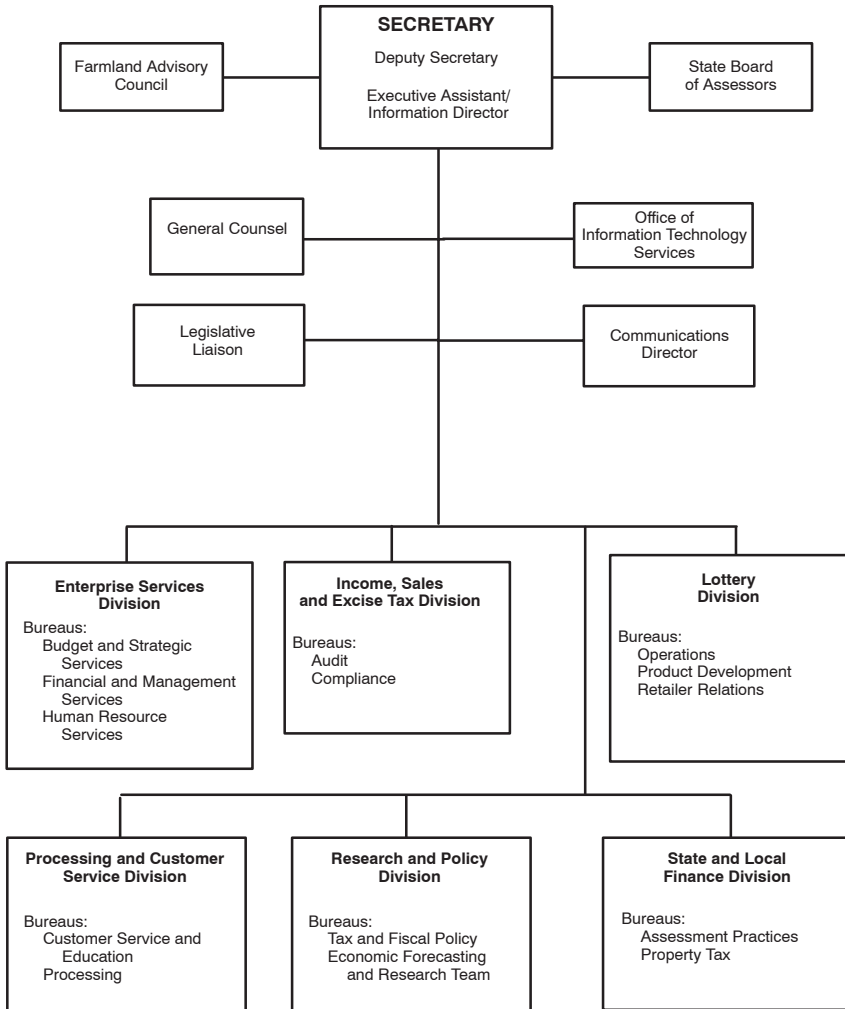 SECRETARY
Deputy Secretary
Executive Assistant/
Information Director
Farmland Advisory
Council
State Board
of Assessors
General Counsel
Office of
Information Technology
Services
Legislative
Liaison
Communications
Director
Enterprise Services
Division
Bureaus:
Budget and Strategic
Services
Financial and Management
Services
Human Resource
Services
Income, Sales
and Excise Tax Division
Bureaus:
Audit
Compliance
Lottery
Division
Bureaus:
Operations
Product Development
Retailer Relations
Processing and Customer
Service Division
Bureaus:
Customer Service and
Education
Processing
Research and Policy
Division
Bureaus:
Tax and Fiscal Policy
Economic Forecasting
and Research Team
State and Local
Finance Division
Bureaus:
Assessment Practices
Property Tax